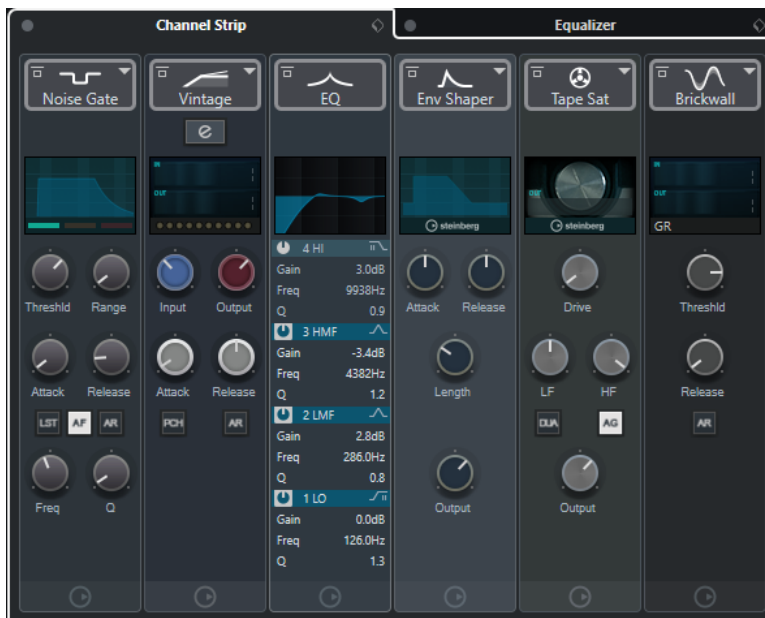 Channel Strip
Equalizer
Noise Gate
Vintage
EQ
Env Shaper
Tape Sat
Brickwall
e
IN
OUT
steinberg
OUT
steinberg
IN
OUT
GR
Threshld
Range
Attack
Release
LST
AF
AR
Freq
Q
Input
Output
Attack
Release
PCH
AR
4 HI
Gain 3.0dB
Freq 9938Hz
Q 0.9
3 HMF
Gain -3.4dB
Freq 4382Hz
Q 1.2
2 LMF
Gain 2.8dB
Freq 286.0Hz
Q 0.8
1 LO
Gain 0.0dB
Freq 126.0Hz
Q 1.3
Attack
Release
Length
Output
Drive
LF
HF
DUA
AG
Output
Threshld
Release
AR